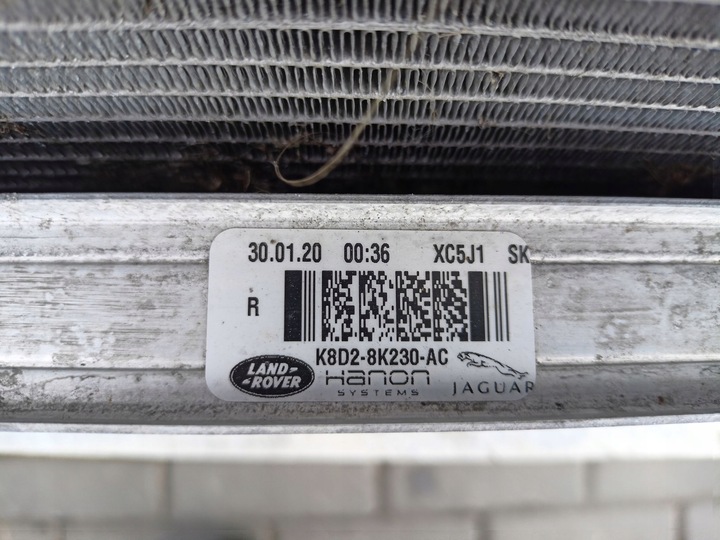 30.01.20 00:36 XC5J1 SK
R
K8D2-8K230-AC
LAND-
-ROVER
Hanon
SYSTEMS
JAGUAR